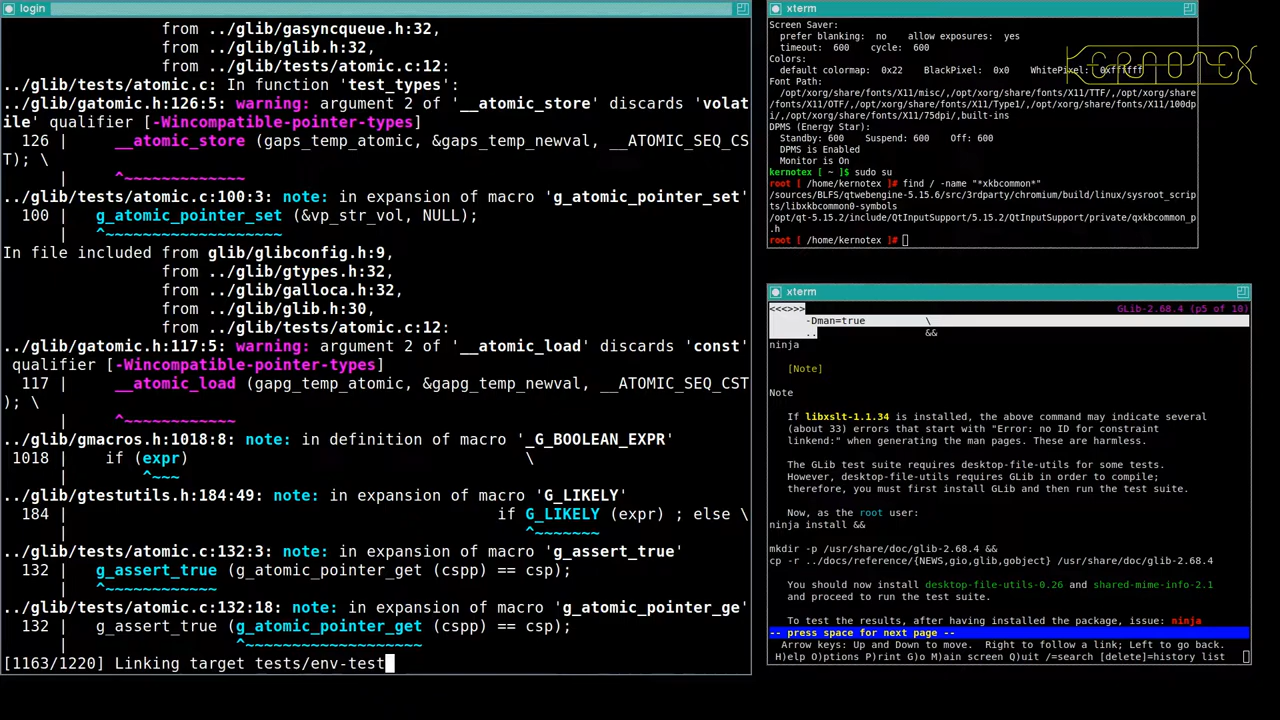 login
from ../glib/gasyncqueue.h:32,
from ../glib/glib.h:32,
from ../glib/tests/atomic.c:12:
../glib/tests/atomic.c: In function 'test_types':
../glib/gatomic.h:126:5: warning: argument 2 of '__atomic_store' discards 'volat
ile' qualifier [-Wincompatible-pointer-types]
126 |     __atomic_store (gaps_temp_atomic, &gaps_temp_newval, __ATOMIC_SEQ_CS
T); \
|     ^~~~~~~~~~~~~
../glib/tests/atomic.c:100:3: note: in expansion of macro 'g_atomic_pointer_set'
100 |   g_atomic_pointer_set (&vp_str_vol, NULL);
|   ^~~~~~~~~~~~~~~~~~~~
In file included from glib/glibconfig.h:9,
from ../glib/gtypes.h:32,
from ../glib/galloca.h:32,
from ../glib/glib.h:30,
from ../glib/tests/atomic.c:12:
../glib/gatomic.h:117:5: warning: argument 2 of '__atomic_load' discards 'const'
qualifier [-Wincompatible-pointer-types]
117 |     __atomic_load (gapg_temp_atomic, &gapg_temp_newval, __ATOMIC_SEQ_CST
); \
|     ^~~~~~~~~~~~
../glib/gmacros.h:1018:8: note: in definition of macro '_G_BOOLEAN_EXPR'
1018 |    if (expr) \
|        ^~~~
../glib/gtestutils.h:184:49: note: in expansion of macro 'G_LIKELY'
184 | if G_LIKELY (expr) ; else \
|    ^~~~~~~~
../glib/tests/atomic.c:132:3: note: in expansion of macro 'g_assert_true'
132 |   g_assert_true (g_atomic_pointer_get (cspp) == csp);
|   ^~~~~~~~~~~~~
../glib/tests/atomic.c:132:18: note: in expansion of macro 'g_atomic_pointer_ge'
132 |   g_assert_true (g_atomic_pointer_get (cspp) == csp);
|                  ^~~~~~~~~~~~~~~~~~~~
[1163/1220] Linking target tests/env-test
xterm
Screen Saver:
prefer blanking:  no    allow exposures:  yes
timeout:  600    cycle:  600
Colors:
default colormap:  0x22    BlackPixel:  0x0    WhitePixel:  0xffffff
Font Path:
/opt/xorg/share/fonts/X11/misc/,/opt/xorg/share/fonts/X11/TTF/,/opt/xorg/share
/fonts/X11/OTF/,/opt/xorg/share/fonts/X11/Type1/,/opt/xorg/share/fonts/X11/100dp
i/,/opt/xorg/share/fonts/X11/75dpi/,built-ins
DPMS (Energy Star):
Standby: 600    Suspend: 600    Off: 600
DPMS is Enabled
Monitor is On
kernotex [ ~ ]$ sudo su
root [ /home/kernotex ]# find / -name "*xkbcommon*"
/sources/BLFS/qtwebengine-5.15.6/src/3rdparty/chromium/build/linux/sysroot_scrip
ts/libxkbcommon0-symbols
/opt/qt-5.15.2/include/QtInputSupport/5.15.2/QtInputSupport/private/qxkbcommon_p
.h
root [ /home/kernotex ]#
KERNOTEX
xterm
<<<>>> GLib-2.68.4 (p5 of 10)
-Dman=true \
.. &&
ninja
[Note]
Note
If libxslt-1.1.34 is installed, the above command may indicate several
(about 33) errors that start with "Error: no ID for constraint
linkend:" when generating the man pages. These are harmless.
The GLib test suite requires desktop-file-utils for some tests.
However, desktop-file-utils requires GLib in order to compile;
therefore, you must first install GLib and then run the test suite.
Now, as the root user:
ninja install &&
mkdir -p /usr/share/doc/glib-2.68.4 &&
cp -r ../docs/reference/{NEWS,gio,glib,gobject} /usr/share/doc/glib-2.68.4
You should now install desktop-file-utils-0.26 and shared-mime-info-2.1
and proceed to run the test suite.
To test the results, after having installed the package, issue: ninja
-- press space for next page --
Arrow keys: Up and Down to move.  Right to follow a link; Left to go back.
H)elp O)ptions P)rint G)o M)ain screen Q)uit /=search [delete]=history list